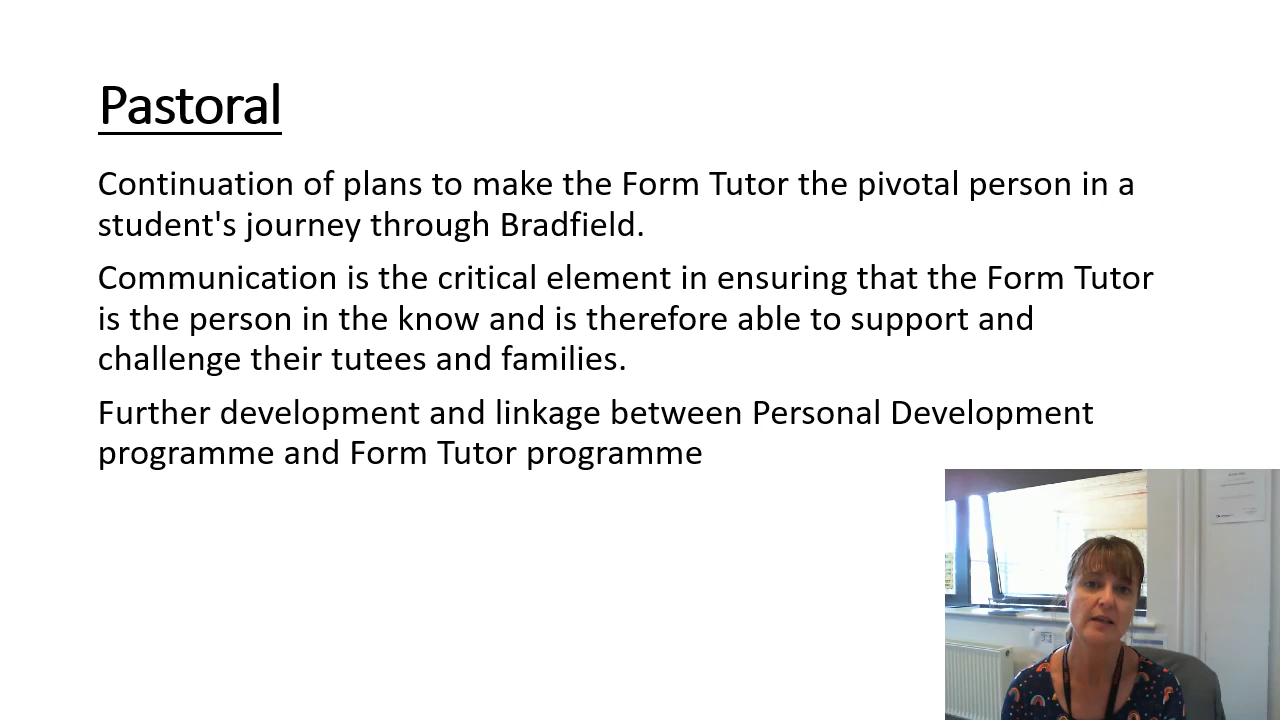 Pastoral
Continuation of plans to make the Form Tutor the pivotal person in a
student's journey through Bradfield.
Communication is the critical element in ensuring that the Form Tutor
is the person in the know and is therefore able to support and
challenge their tutees and families.
Further development and linkage between Personal Development
programme and Form Tutor programme